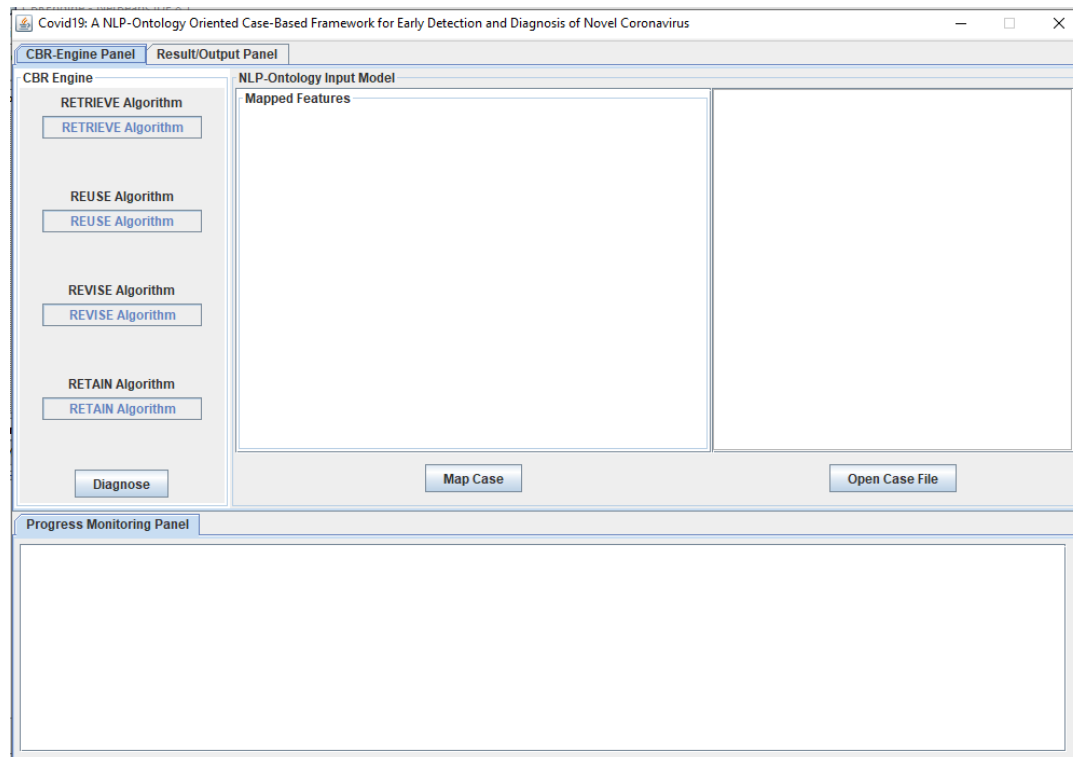 Covid19: A NLP-Ontology Oriented Case-Based Framework for Early Detection and Diagnosis of Novel Coronavirus
CBR-Engine Panel
Result/Output Panel
CBR Engine
RETRIEVE Algorithm
RETRIEVE Algorithm
REUSE Algorithm
REUSE Algorithm
REVISE Algorithm
REVISE Algorithm
RETAIN Algorithm
RETAIN Algorithm
Diagnose
NLP-Ontology Input Model
Mapped Features
Map Case
Open Case File
Progress Monitoring Panel